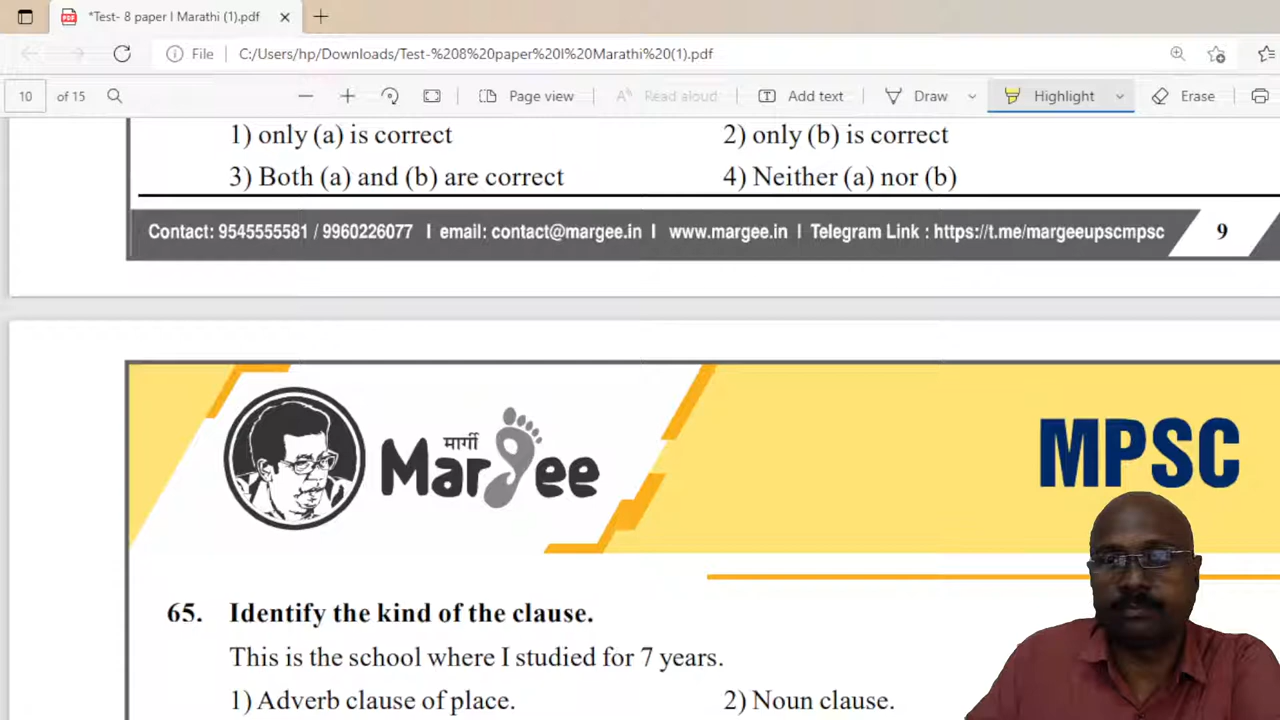 *Test- 8 paper I Marathi (1).pdf
File
C:/Users/hp/Downloads/Test-%208%20paper%20I%20Marathi%20(1).pdf
10 of 15
Page view
Read aloud
Add text
Draw
Highlight
Erase
1) only (a) is correct 2) only (b) is correct
3) Both (a) and (b) are correct 4) Neither (a) nor (b)
Contact: 9545555581 / 9960226077 I email: contact@margee.in I www.margee.in I Telegram Link : https://t.me/margeeupscmpsc 9
मार्गी
Margee
MPSC
65. Identify the kind of the clause.
This is the school where I studied for 7 years.
1) Adverb clause of place. 2) Noun clause.